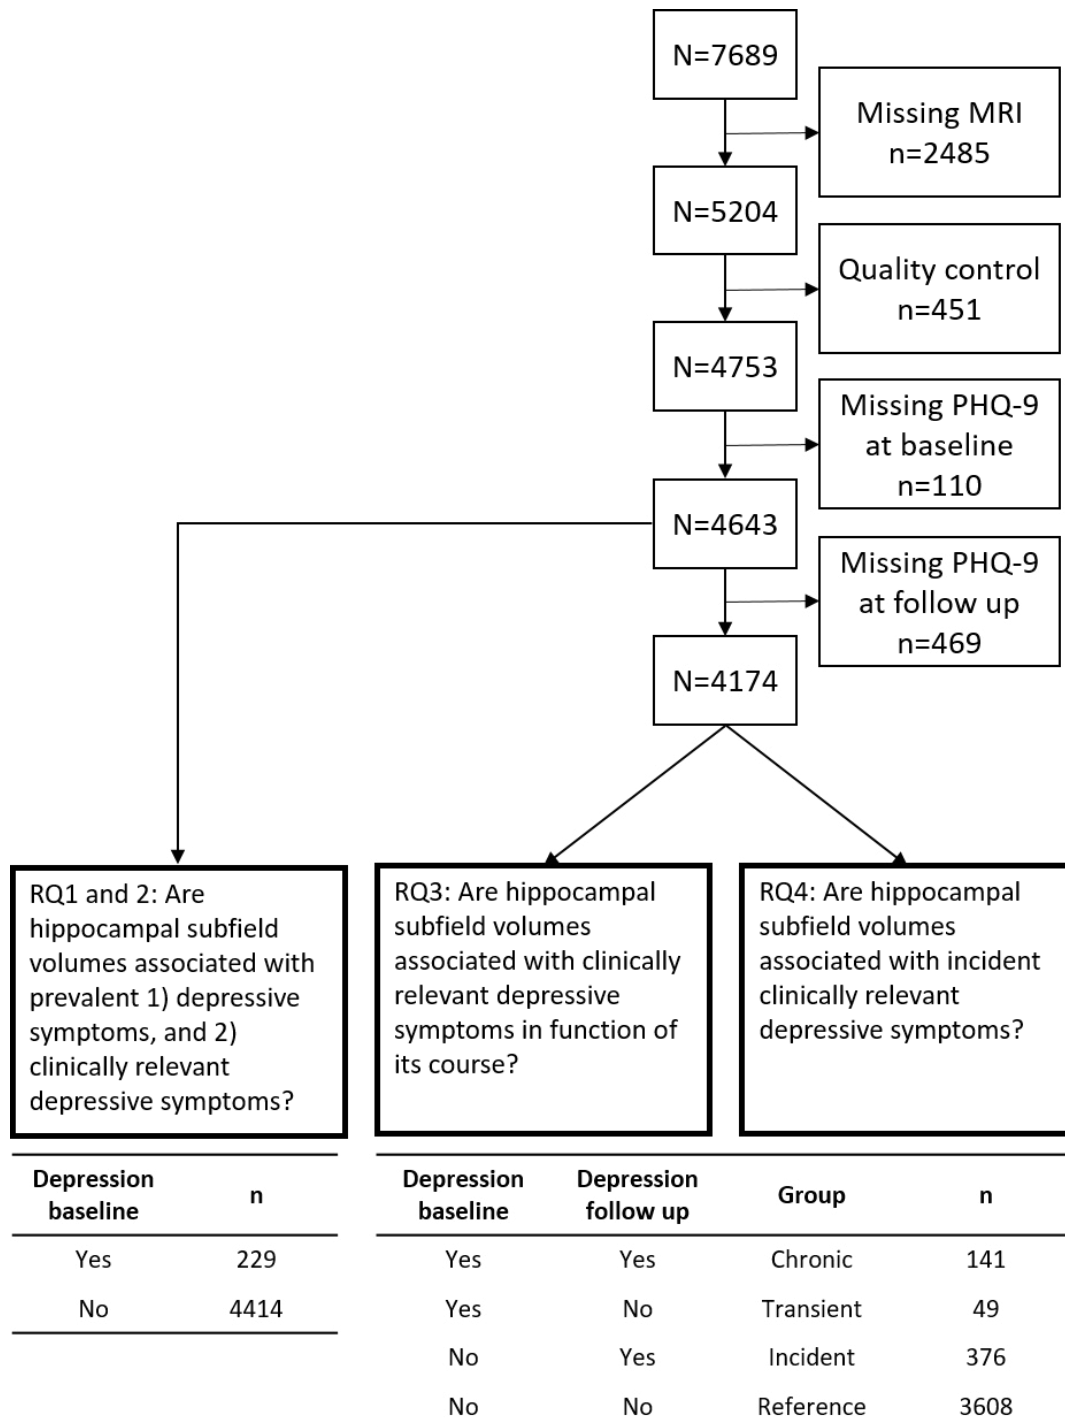 N=7689
Missing MRI
n=2485
N=5204
Quality control
n=451
N=4753
Missing PHQ-9
at baseline
n=110
N=4643
Missing PHQ-9
at follow up
n=469
N=4174
RQ1 and 2: Are
hippocampal subfield
volumes associated with
prevalent 1) depressive
symptoms, and 2)
clinically relevant
depressive symptoms?
RQ3: Are hippocampal
subfield volumes
associated with clinically
relevant depressive
symptoms in function of
its course?
RQ4: Are hippocampal
subfield volumes
associated with incident
clinically relevant
depressive symptoms?
Depression
baseline
n
Yes 229
No 4414
Depression
baseline
Depression
follow up
Group
n
Yes Yes Chronic 141
Yes No Transient 49
No Yes Incident 376
No No Reference 3608